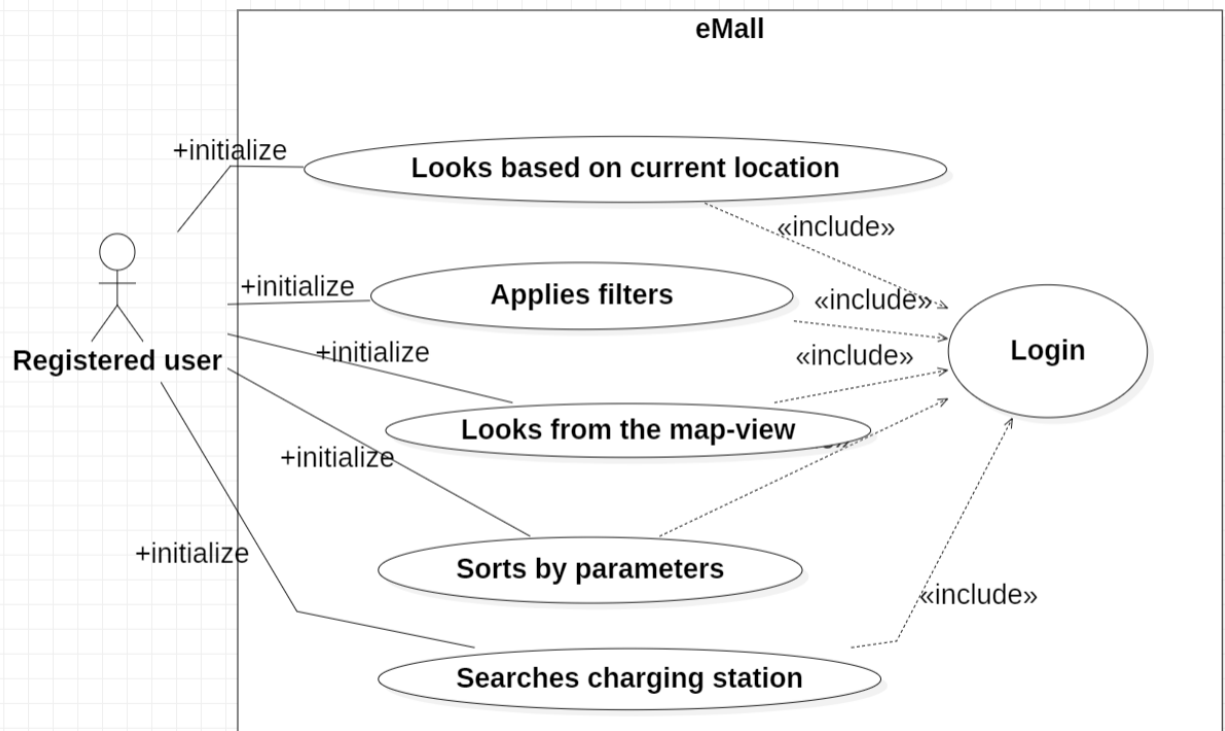 eMall
+initialize
Looks based on current location
«include»
+initialize
Applies filters
«include»
+initialize
«include»
Login
Registered user
Looks from the map-view
+initialize
+initialize
Sorts by parameters
«include»
Searches charging station